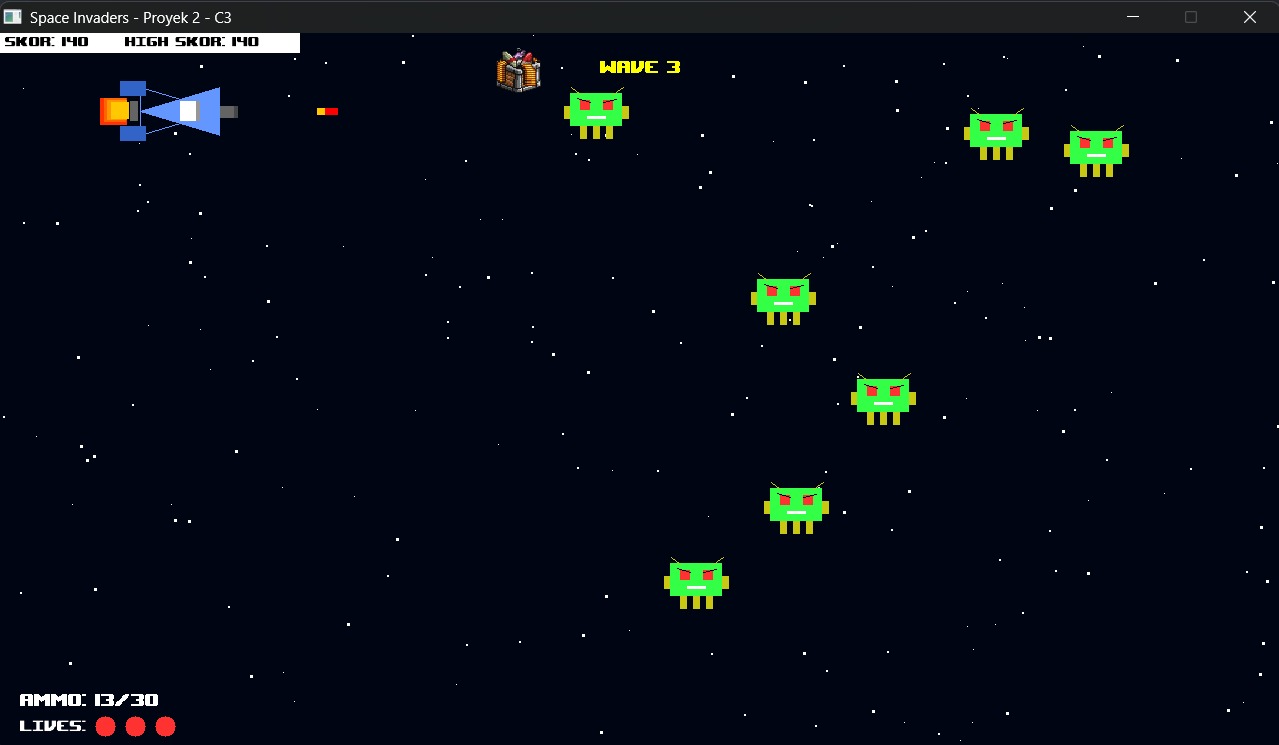 Space Invaders - Proyek 2 - C3
SKOR: 140 HIGH SKOR: 140
WAVE 3
AMMO: 13/30
LIVES: